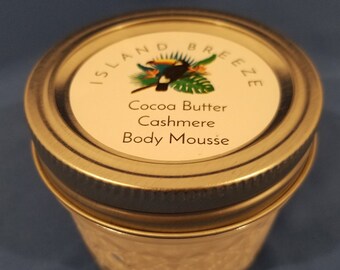 ISLAND BREEZE
Cocoa Butter
Cashmere
Body Mousse